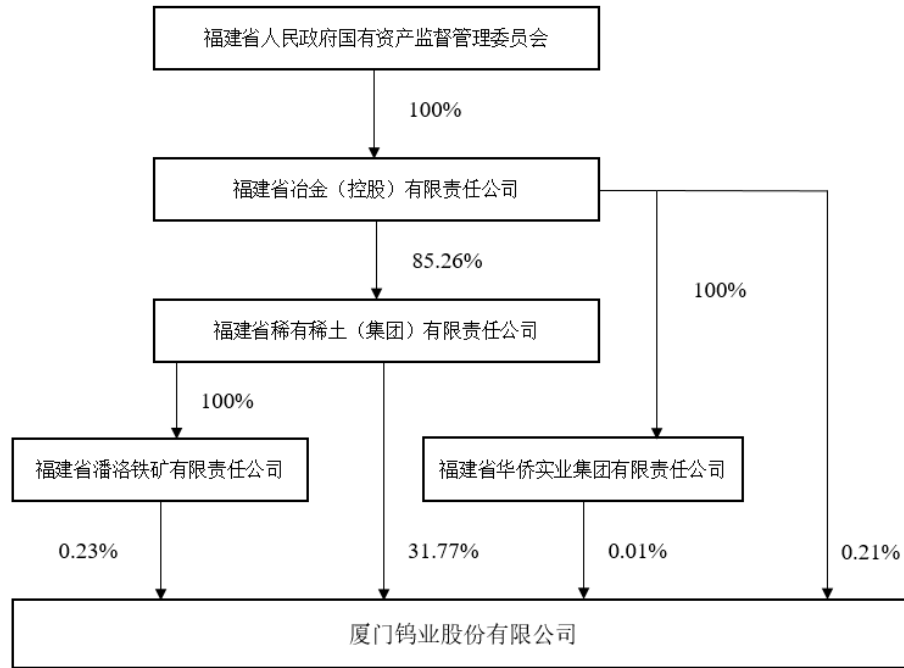 福建省人民政府国有资产监督管理委员会
100%
福建省冶金（控股）有限责任公司
85.26%
100%
福建省稀有稀土（集团）有限责任公司
100%
福建省潘洛铁矿有限责任公司
福建省华侨实业集团有限责任公司
0.23%
31.77%
0.01%
0.21%
厦门钨业股份有限公司